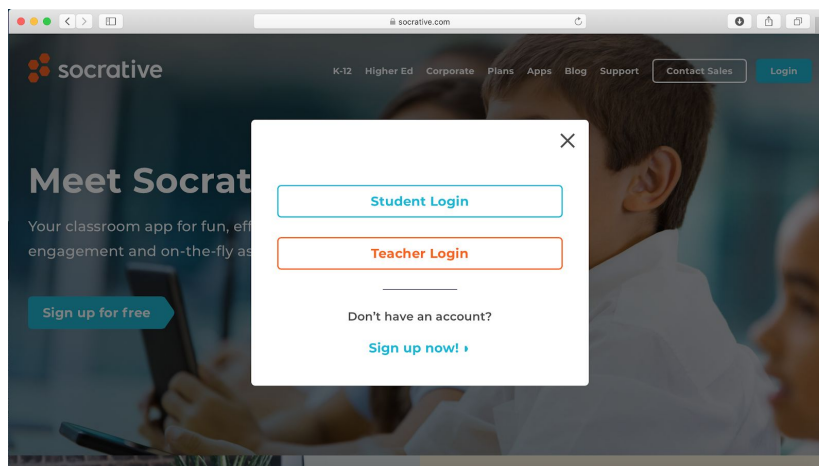 socrative.com
socrative
K-12 Higher Ed Corporate Plans Apps Blog Support Contact Sales Login
Meet Socrat
Your classroom app for fun, eff
engagement and on-the-fly as
Sign up for free
Student Login
Teacher Login
Don't have an account?
Sign up now!